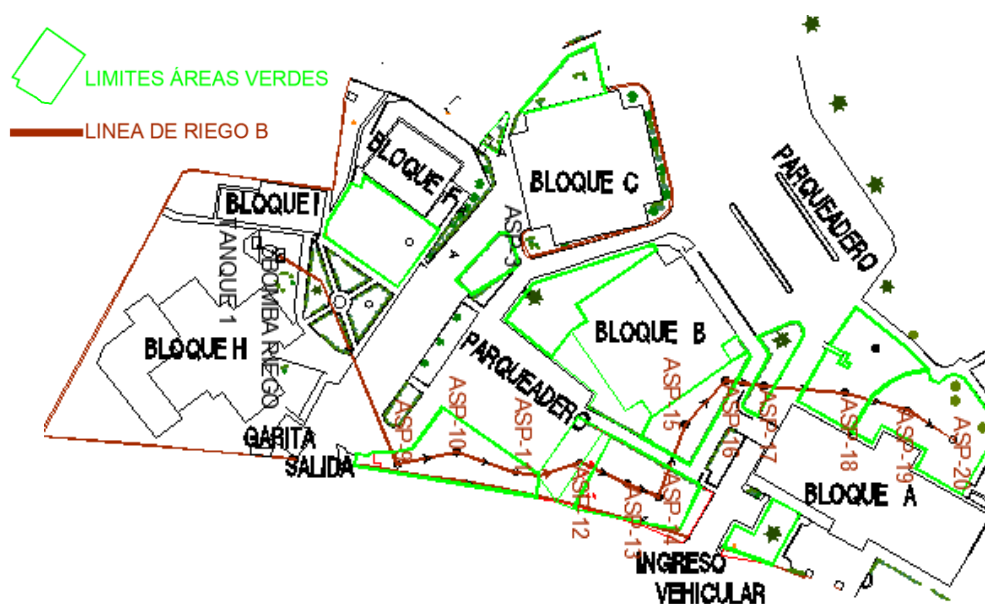 LIMITES ÁREAS VERDES
LINEA DE RIEGO B
BLOQUE F
BLOQUE C
PARQUEADERO
BLOQUE I
ASP-3
TANQUE 1
BOMBA RIEGO
BLOQUE H
BLOQUE B
PARQUEADERO
GARITA
SALIDA
ASP-9
ASP-10
ASP-11
ASP-12
ASP-13
ASP-14
ASP-15
ASP-16
ASP-17
ASP-18
ASP-19
ASP-20
BLOQUE A
INGRESO
VEHICULAR